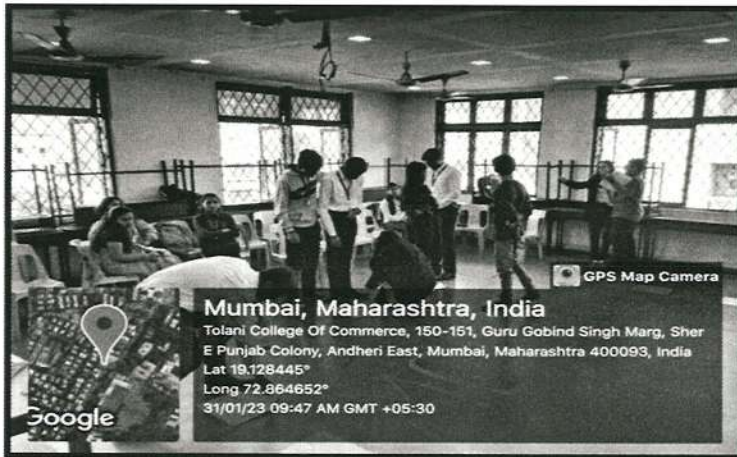 GPS Map Camera
Mumbai, Maharashtra, India
Tolani College Of Commerce, 150-151, Guru Gobind Singh Marg, Sher
E Punjab Colony, Andheri East, Mumbai, Maharashtra 400093, India
Lat 19.128445°
Long 72.864652°
31/01/23 09:47 AM GMT +05:30
Google